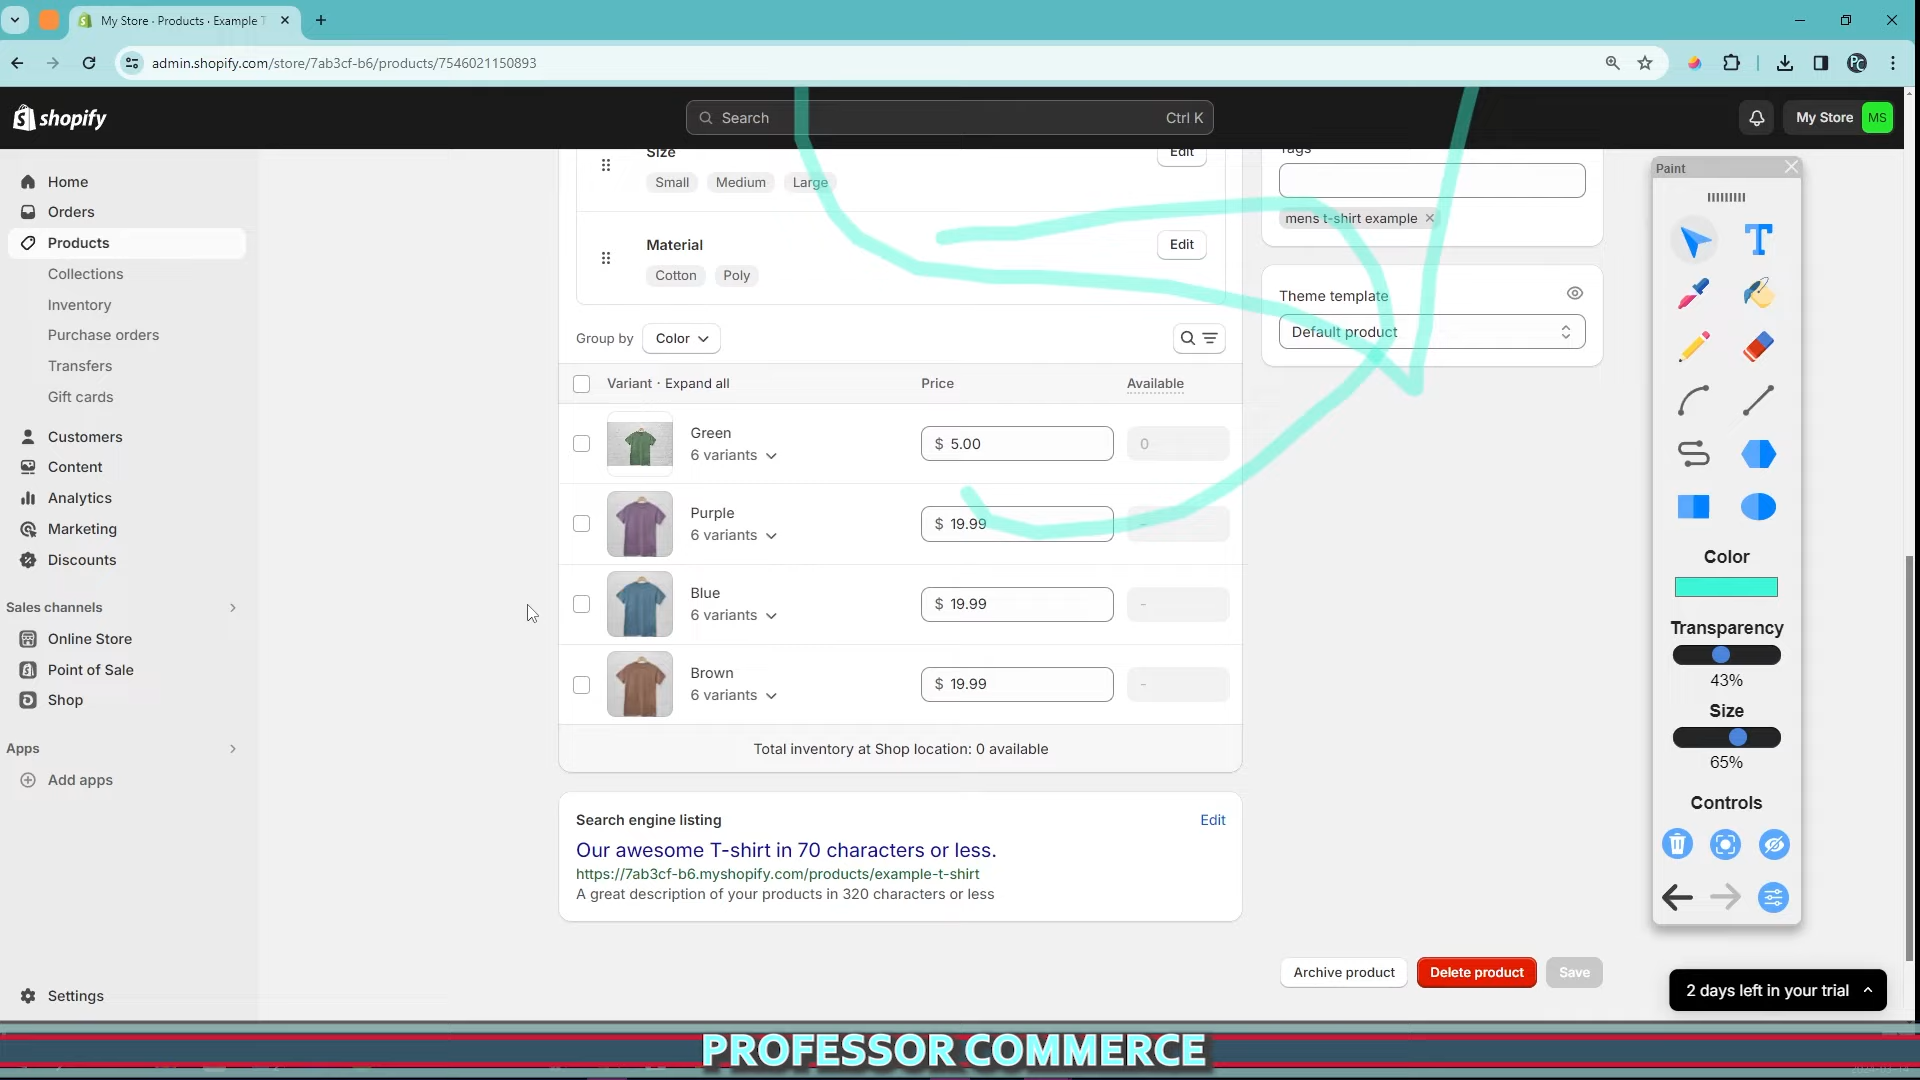 My Store · Products · Example T
admin.shopify.com/store/7ab3cf-b6/products/7546021150893
shopify
Search
Ctrl K
My Store
MS
Home
Orders
Products
Collections
Inventory
Purchase orders
Transfers
Gift cards
Customers
Content
Analytics
Marketing
Discounts
Sales channels
Online Store
Point of Sale
Shop
Apps
Add apps
Settings
Size
Edit
Small
Medium
Large
Material
Edit
Cotton
Poly
Group by
Color
Variant · Expand all
Price
Available
Green
6 variants
$ 5.00
0
Purple
6 variants
$ 19.99
-
Blue
6 variants
$ 19.99
-
Brown
6 variants
$ 19.99
-
Total inventory at Shop location: 0 available
Search engine listing
Edit
Our awesome T-shirt in 70 characters or less.
https://7ab3cf-b6.myshopify.com/products/example-t-shirt
A great description of your products in 320 characters or less
Tags
mens t-shirt example
Theme template
Default product
Archive product
Delete product
Save
Paint
T
Color
Transparency
43%
Size
65%
Controls
2 days left in your trial
PROFESSOR COMMERCE